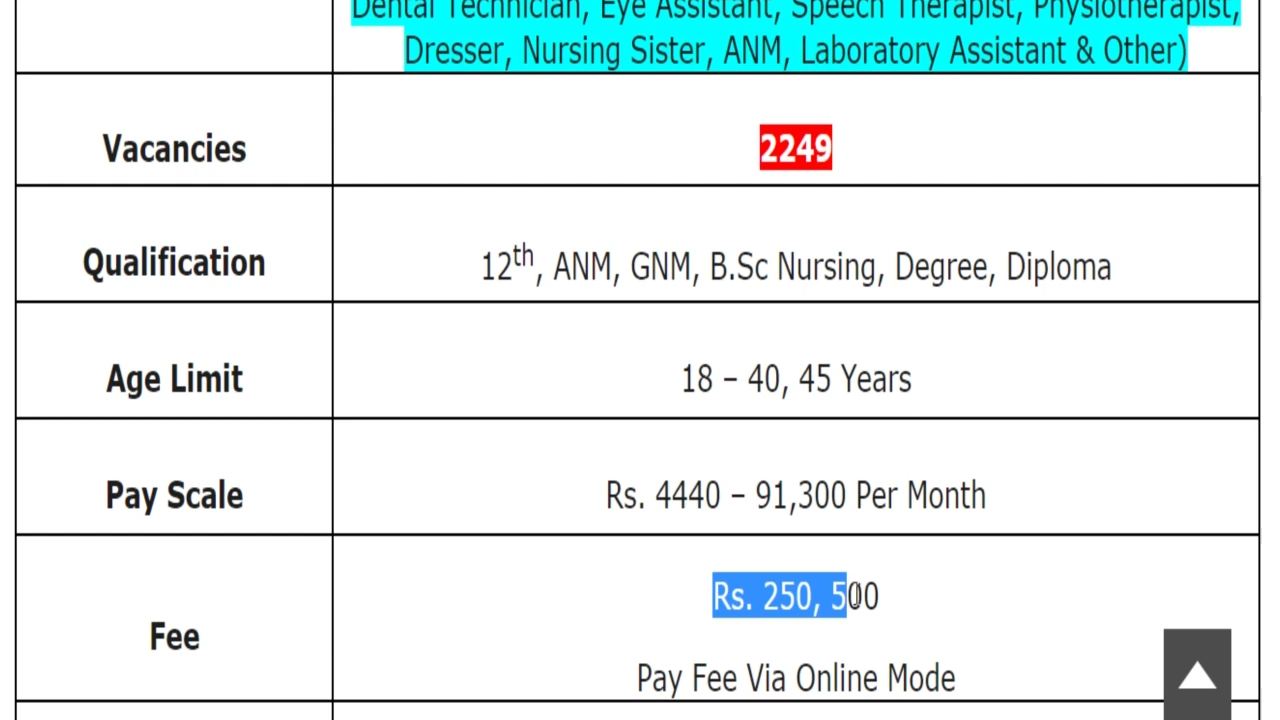 Dental Technician, Eye Assistant, Speech Therapist, Physiotherapist,
Dresser, Nursing Sister, ANM, Laboratory Assistant & Other)
Vacancies
2249
Qualification
12th, ANM, GNM, B.Sc Nursing, Degree, Diploma
Age Limit
18 – 40, 45 Years
Pay Scale
Rs. 4440 – 91,300 Per Month
Fee
Rs. 250, 500
Pay Fee Via Online Mode